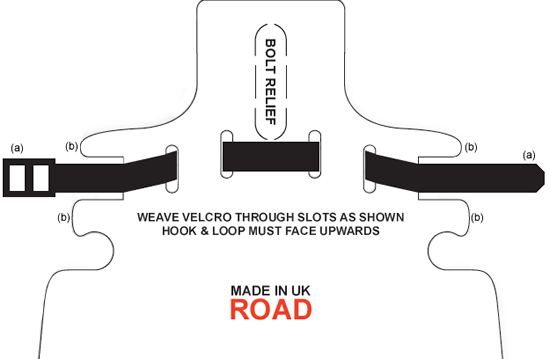 BOLT RELIEF
(a)
(b)
(b)
(a)
(b)
(b)
WEAVE VELCRO THROUGH SLOTS AS SHOWN
HOOK & LOOP MUST FACE UPWARDS
MADE IN UK
ROAD